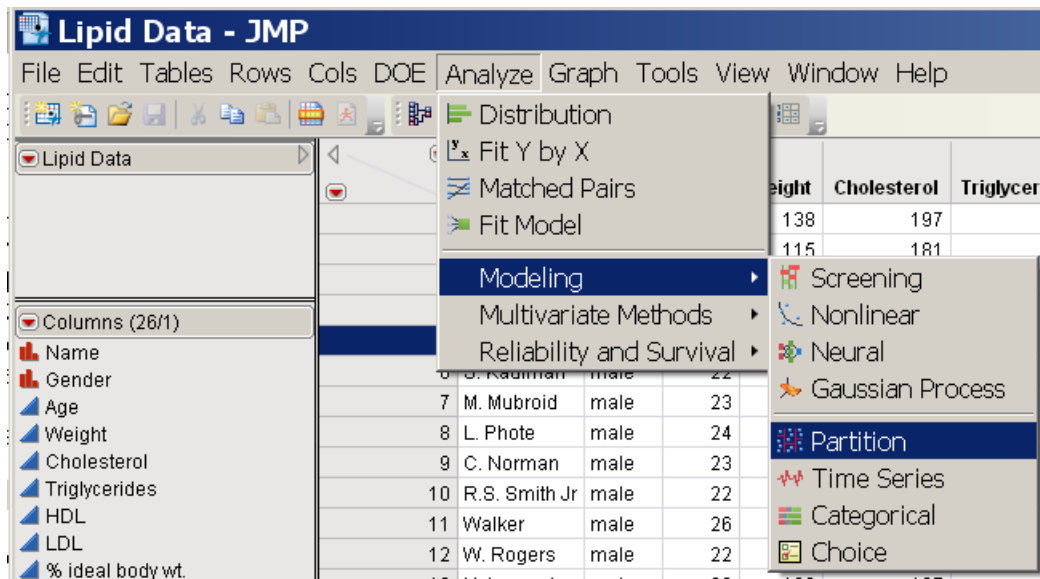 Lipid Data - JMP
File Edit Tables Rows Cols DOE Analyze Graph Tools View Window Help
Distribution
Fit Y by X
Matched Pairs
Fit Model
Modeling
Multivariate Methods
Reliability and Survival
Screening
Nonlinear
Neural
Gaussian Process
Partition
Time Series
Categorical
Choice
Lipid Data
Cholesterol
138 197
115 181
Columns (26/1)
Name
Gender
Age
Weight
Cholesterol
Triglycerides
HDL
LDL
% ideal body wt.
7 M. Mubroid male 23
8 L. Phote male 24
9 C. Norman male 23
10 R.S. Smith Jr male 22
11 Walker male 26
12 W. Rogers male 22